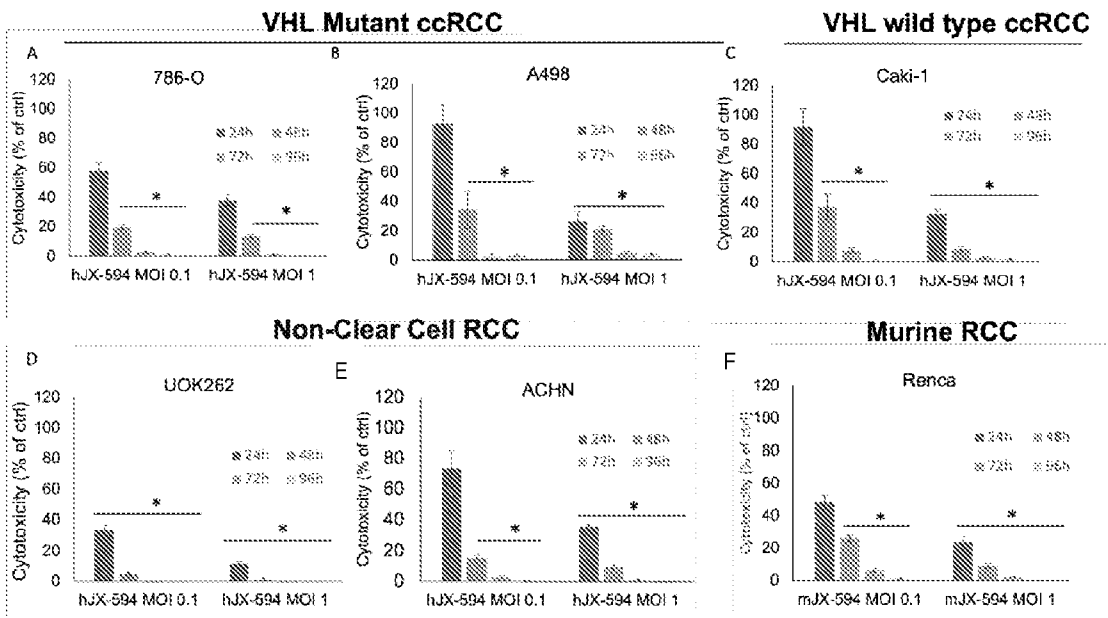 VHL Mutant ccRCC
VHL wild type ccRCC
A
786-O
Cytotoxicity (% of ctrl)
120
100
80
60
40
20
0
24h 48h
72h 96h
*
*
hJX-594 MOI 0.1 hJX-594 MOI 1
B
A498
Cytotoxicity (% of ctrl)
120
100
80
60
40
20
0
24h 48h
72h 96h
*
*
hJX-594 MOI 0.1 hJX-594 MOI 1
C
Caki-1
Cytotoxicity (% of ctrl)
120
100
80
60
40
20
0
24h 48h
72h 96h
*
*
hJX-594 MOI 0.1 hJX-594 MOI 1
Non-Clear Cell RCC
Murine RCC
D
UOK262
Cytotoxicity (% of ctrl)
120
100
80
60
40
20
0
24h 48h
72h 96h
*
*
hJX-594 MOI 0.1 hJX-594 MOI 1
E
ACHN
Cytotoxicity (% of ctrl)
120
100
80
60
40
20
0
24h 48h
72h 96h
*
*
hJX-594 MOI 0.1 hJX-594 MOI 1
F
Renca
Cytotoxicity (% of ctrl)
120
100
80
60
40
20
0
24h 48h
72h 96h
*
*
mJX-594 MOI 0.1 mJX-594 MOI 1